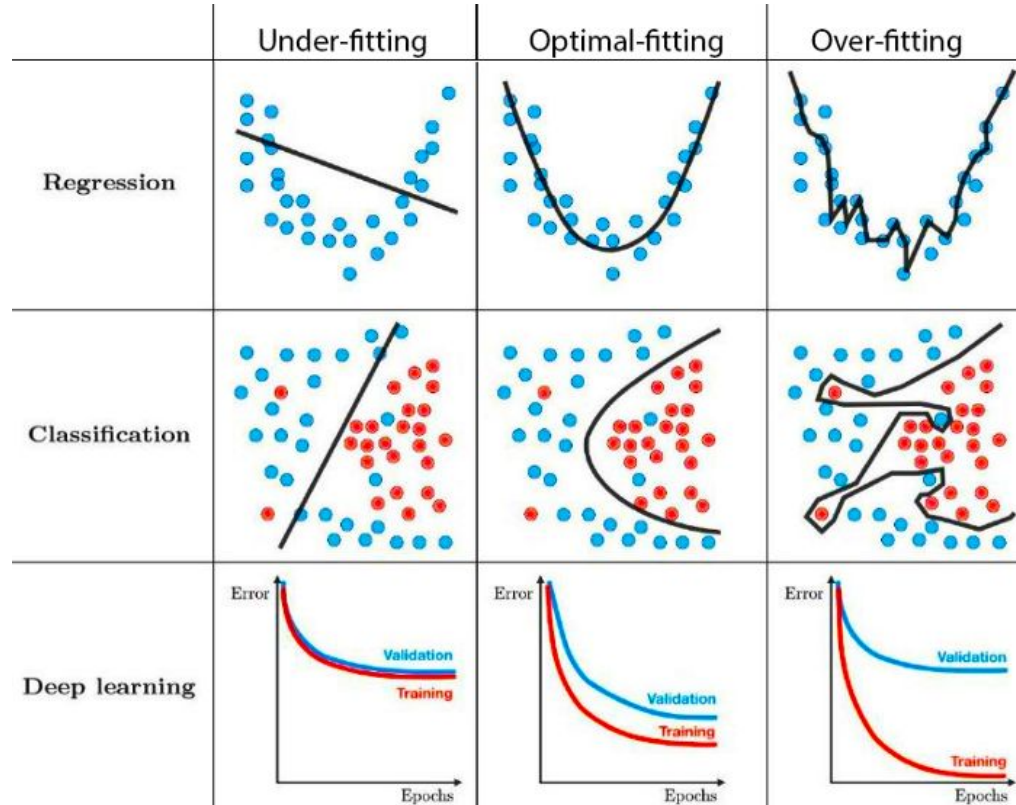 Under-fitting
Optimal-fitting
Over-fitting
Regression
Classification
Deep learning
Error
Validation
Training
Epochs
Error
Validation
Training
Epochs
Error
Validation
Training
Epochs